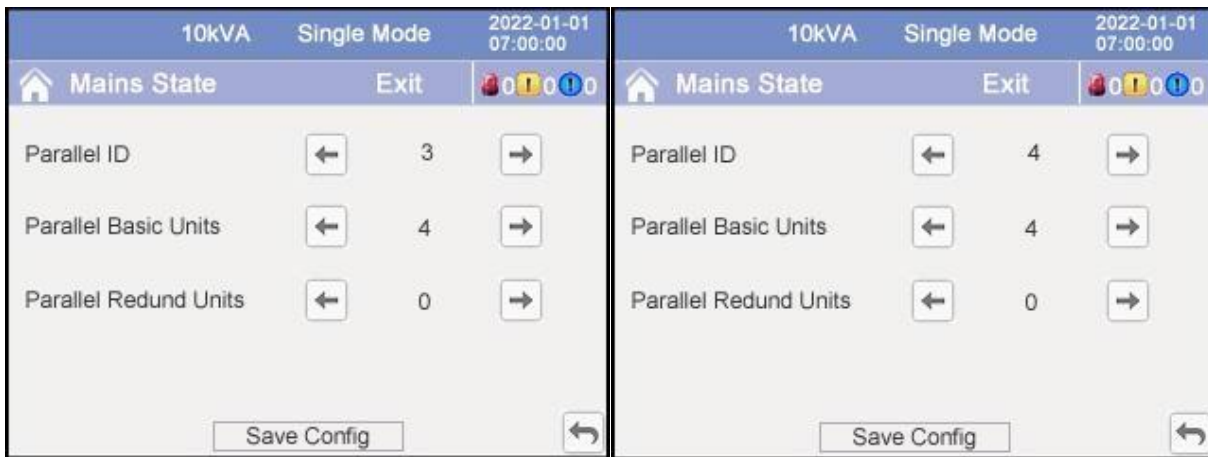 10kVA Single Mode 2022-01-01
07:00:00
Mains State Exit 0 ! 0 ! 0
Parallel ID 3
Parallel Basic Units 4
Parallel Redund Units 0
Save Config
10kVA Single Mode 2022-01-01
07:00:00
Mains State Exit 0 ! 0 ! 0
Parallel ID 4
Parallel Basic Units 4
Parallel Redund Units 0
Save Config